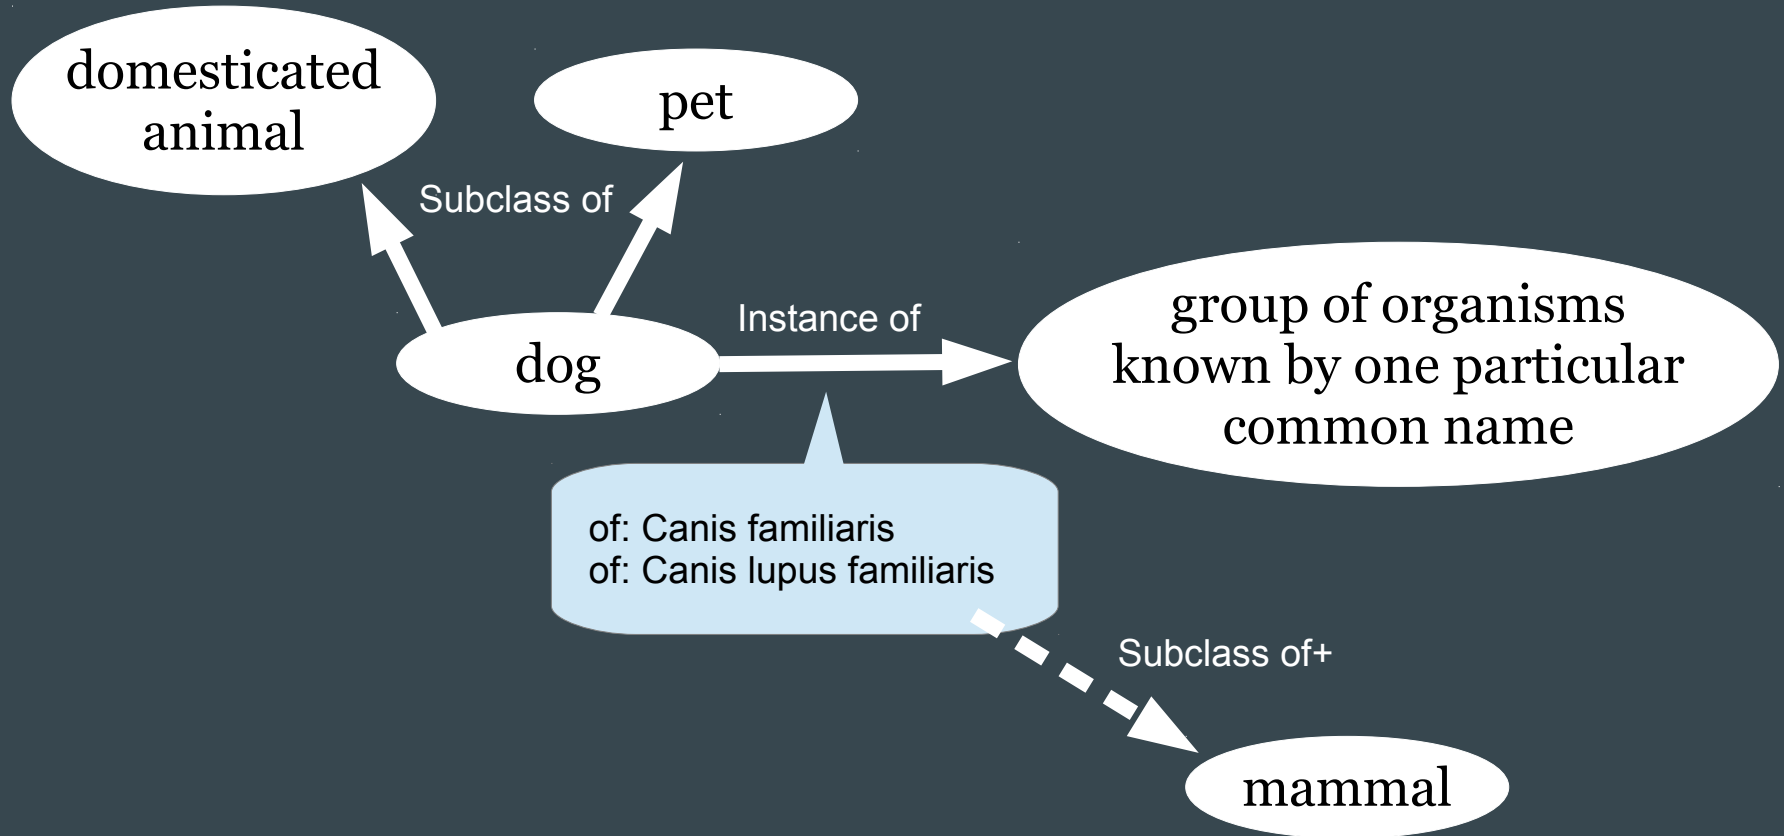 domesticated
animal
pet
Subclass of
dog
Instance of
group of organisms
known by one particular
common name
of: Canis familiaris
of: Canis lupus familiaris
Subclass of+
mammal